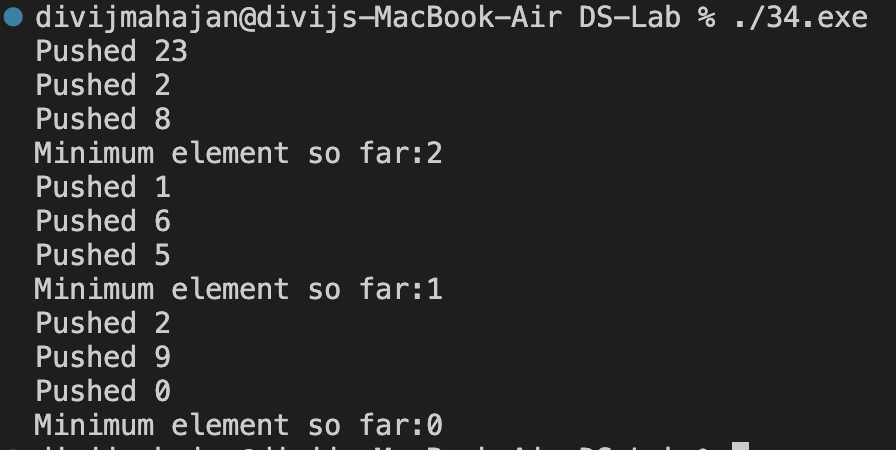 divijmahajan@divijs-MacBook-Air DS-Lab % ./34.exe
Pushed 23
Pushed 2
Pushed 8
Minimum element so far:2
Pushed 1
Pushed 6
Pushed 5
Minimum element so far:1
Pushed 2
Pushed 9
Pushed 0
Minimum element so far:0